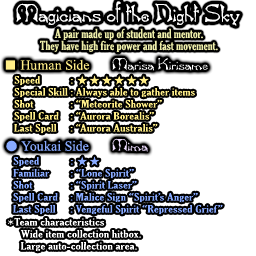 Magicians of the Night Sky
A pair made up of student and mentor.
They have high fire power and fast movement.
Human Side Marisa Kirisame
Speed : ★★★★★★
Special Skill : Always able to gather items
Shot : "Meteorite Shower"
Spell Card : "Aurora Borealis"
Last Spell : "Aurora Australis"
Youkai Side Mima
Speed : ★★
Familiar : "Lone Spirit"
Shot : "Spirit Laser"
Spell Card : Malice Sign "Spirit's Anger"
Last Spell : Vengeful Spirit "Repressed Grief"
*Team characteristics
Wide item collection hitbox.
Large auto-collection area.